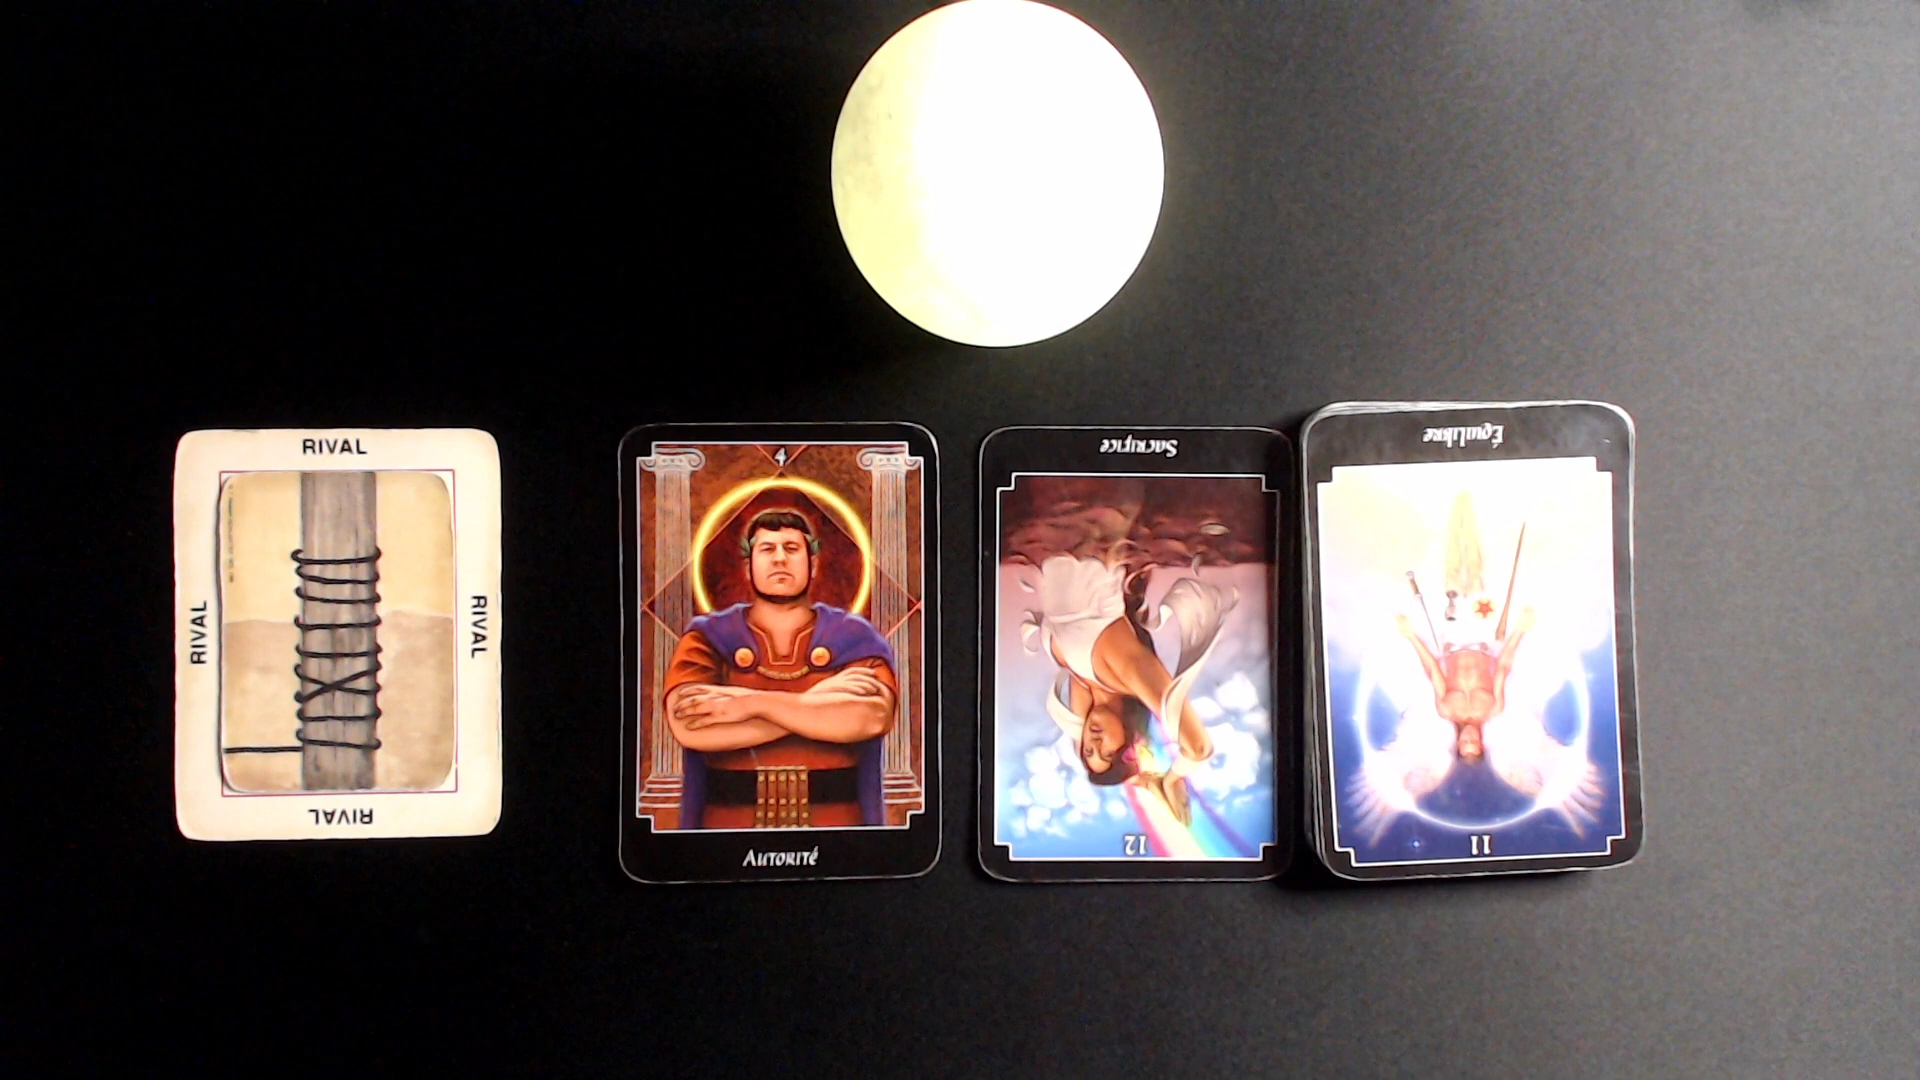 RIVAL
RIVAL
RIVAL
RIVAL
4
Autorité
Sacrifice
12
Équilibre
11